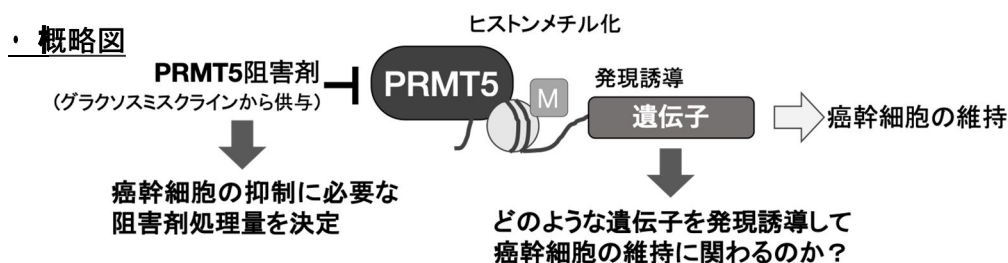 ・ 概略図
ヒストンメチル化
PRMT5阻害剤
(グラクソスミスクラインから供与)
PRMT5
M
発現誘導
遺伝子
癌幹細胞の維持
癌幹細胞の抑制に必要な
阻害剤処理量を決定
どのような遺伝子を発現誘導して
癌幹細胞の維持に関わるのか？